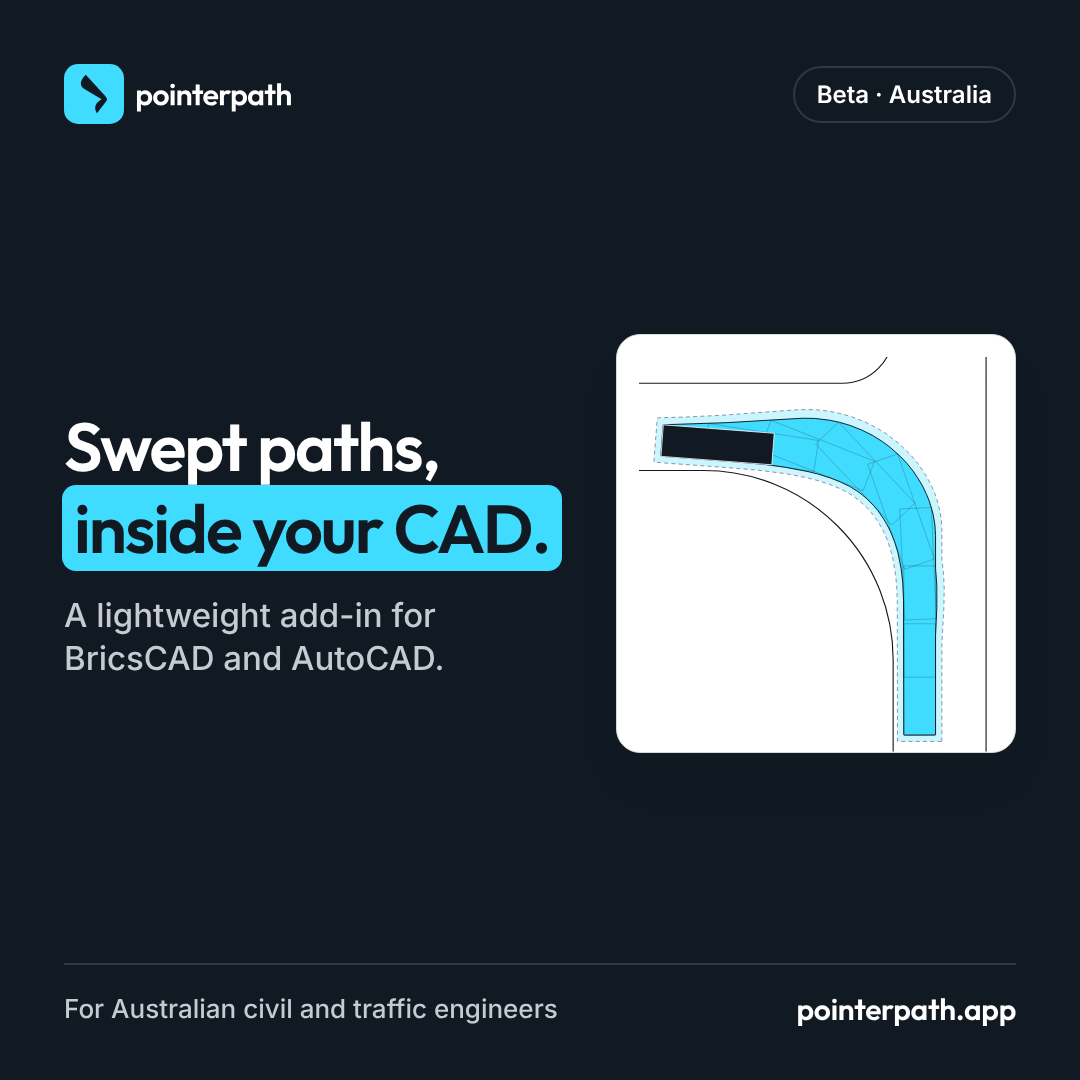 pointerpath
Beta · Australia
Swept paths,
inside your CAD.
A lightweight add-in for
BricsCAD and AutoCAD.
For Australian civil and traffic engineers
pointerpath.app